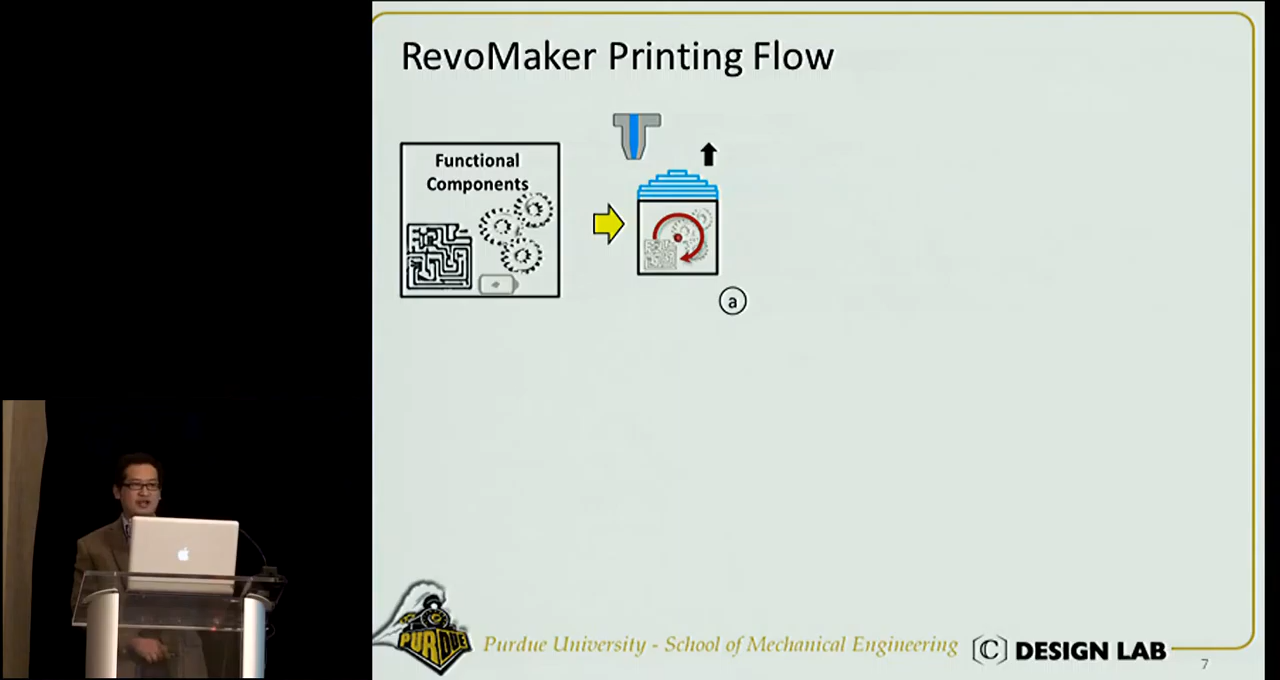 RevoMaker Printing Flow
Functional
Components
a
PURDUE
Purdue University - School of Mechanical Engineering
C DESIGN LAB
7